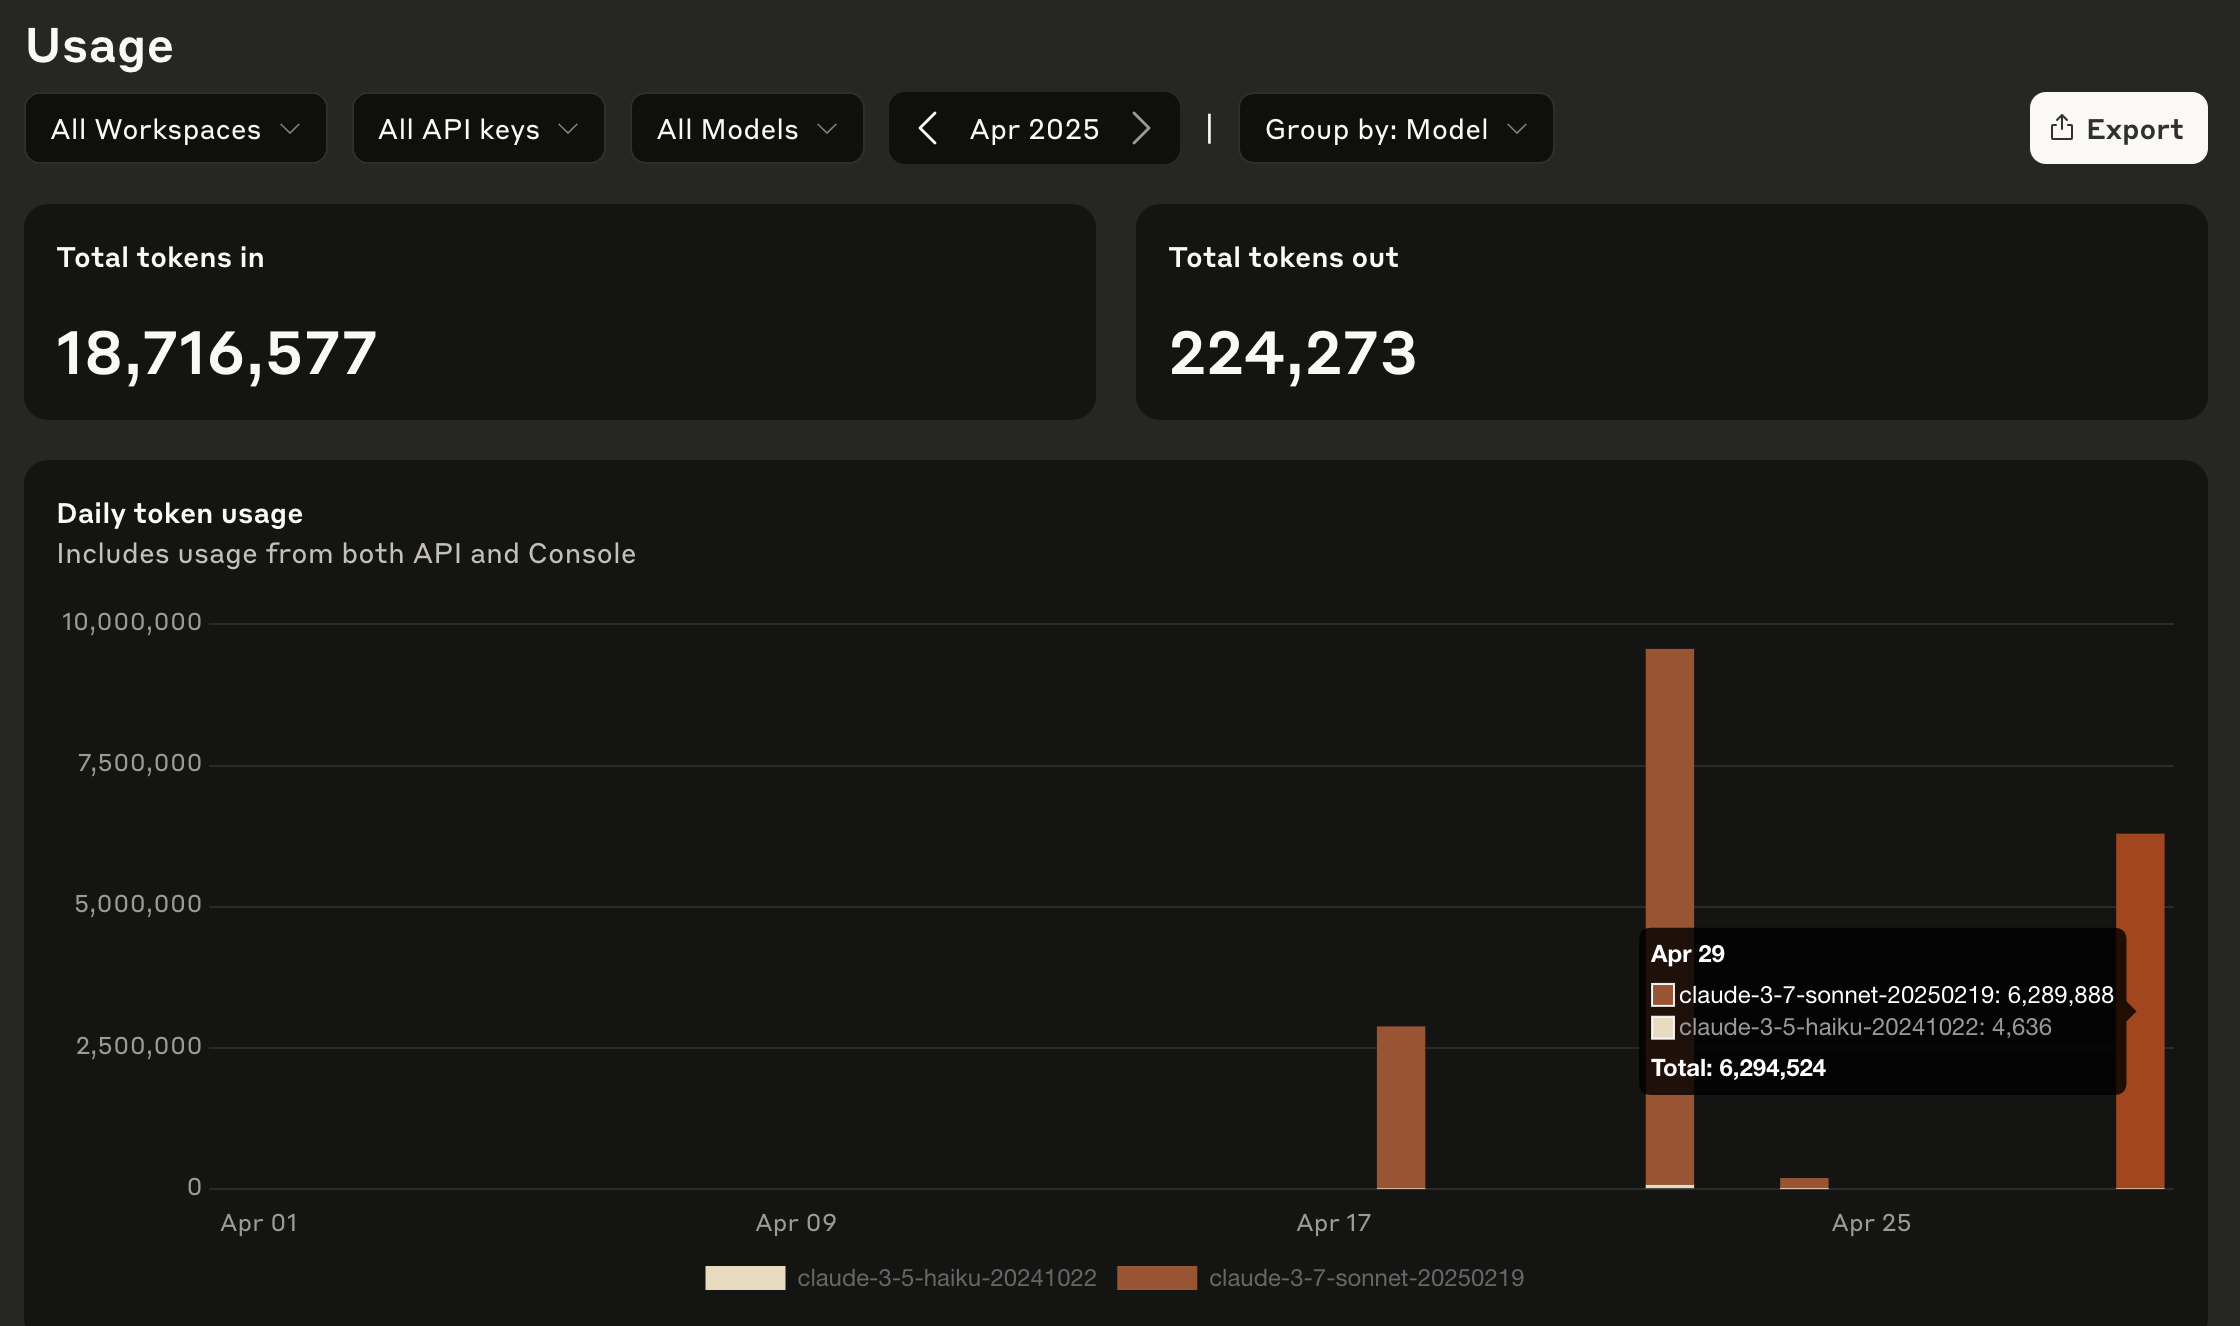 Usage
All Workspaces
All API keys
All Models
Apr 2025
|
Group by: Model
Export
Total tokens in
18,716,577
Total tokens out
224,273
Daily token usage
Includes usage from both API and Console
10,000,000
7,500,000
5,000,000
2,500,000
0
Apr 29
claude-3-7-sonnet-20250219: 6,289,888
claude-3-5-haiku-20241022: 4,636
Total: 6,294,524
Apr 01
Apr 09
Apr 17
Apr 25
claude-3-5-haiku-20241022
claude-3-7-sonnet-20250219